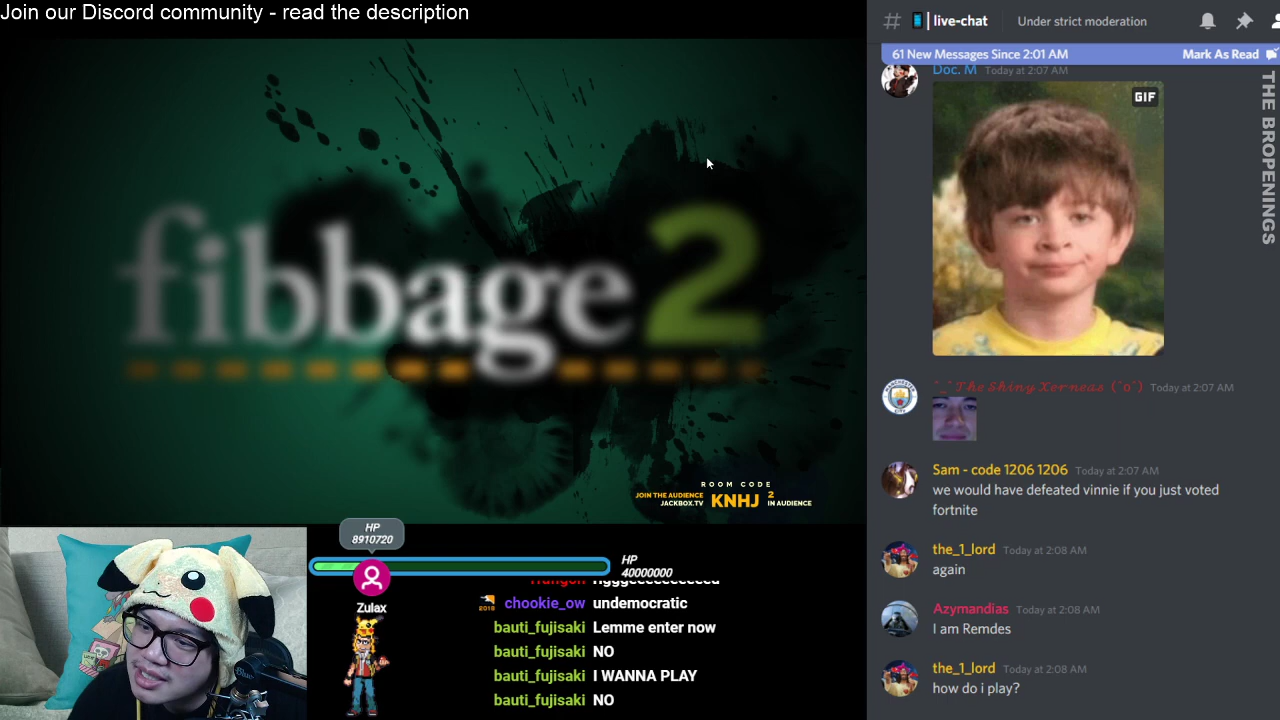 Join our Discord community - read the description
fibbage 2
ROOM CODE
JOIN THE AUDIENCE
JACKBOX.TV
KNHJ
2
IN AUDIENCE
HP
8910720
HP
40000000
Zulax
2018
chookie_ow undemocratic
bauti_fujisaki Lemme enter now
bauti_fujisaki NO
bauti_fujisaki I WANNA PLAY
bauti_fujisaki NO
# live-chat Under strict moderation
61 New Messages Since 2:01 AM Mark As Read
Doc. M Today at 2:07 AM
GIF
THE BROPENINGS
The Shiny Xerneas Today at 2:07 AM
Sam - code 1206 1206 Today at 2:07 AM
we would have defeated vinnie if you just voted
fortnite
the_1_lord Today at 2:08 AM
again
Azymandias Today at 2:08 AM
I am Remdes
the_1_lord Today at 2:08 AM
how do i play?